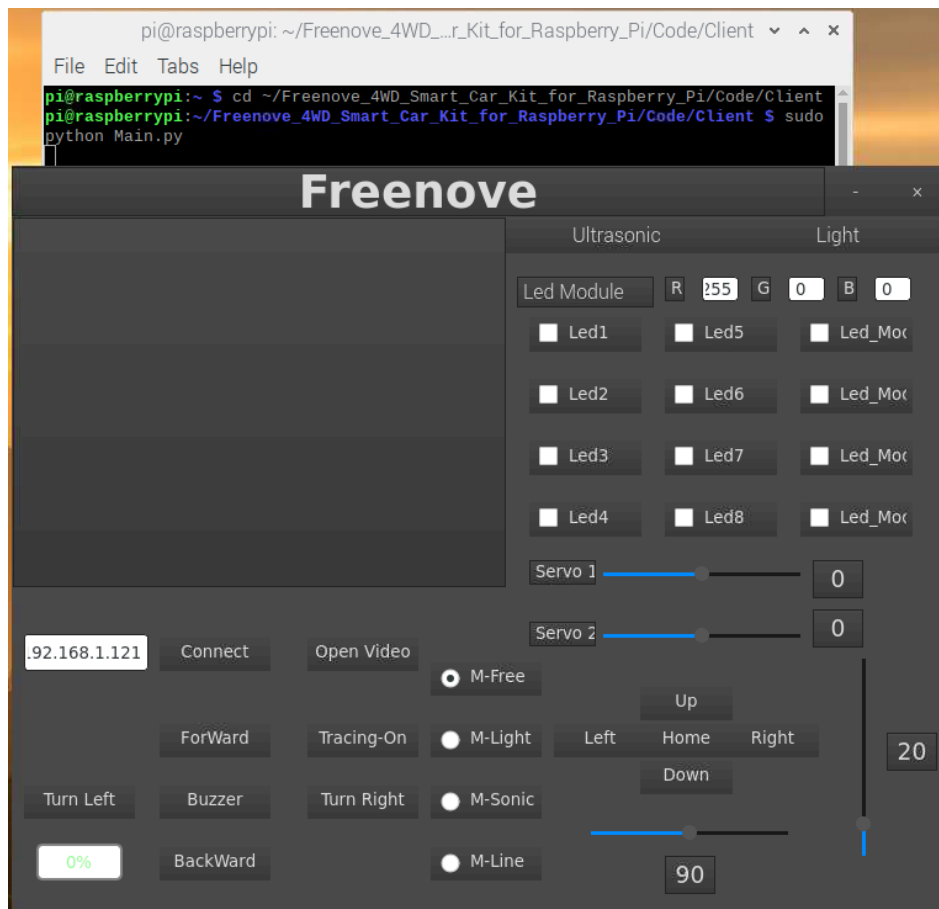 pi@raspberrypi: ~/Freenove_4WD_...r_Kit_for_Raspberry_Pi/Code/Client
File Edit Tabs Help
pi@raspberrypi:~ $ cd ~/Freenove_4WD_Smart_Car_Kit_for_Raspberry_Pi/Code/Client
pi@raspberrypi:~/Freenove_4WD_Smart_Car_Kit_for_Raspberry_Pi/Code/Client $ sudo
python Main.py
Freenove - ×
Ultrasonic Light
Led Module R 255 G 0 B 0
Led1 Led5 Led_Mod
Led2 Led6 Led_Mod
Led3 Led7 Led_Mod
Led4 Led8 Led_Mod
Servo 1 0
Servo 2 0
.92.168.1.121 Connect Open Video M-Free
Up
ForWard Tracing-On M-Light Left Home Right 20
Down
Turn Left Buzzer Turn Right M-Sonic
0% BackWard M-Line 90